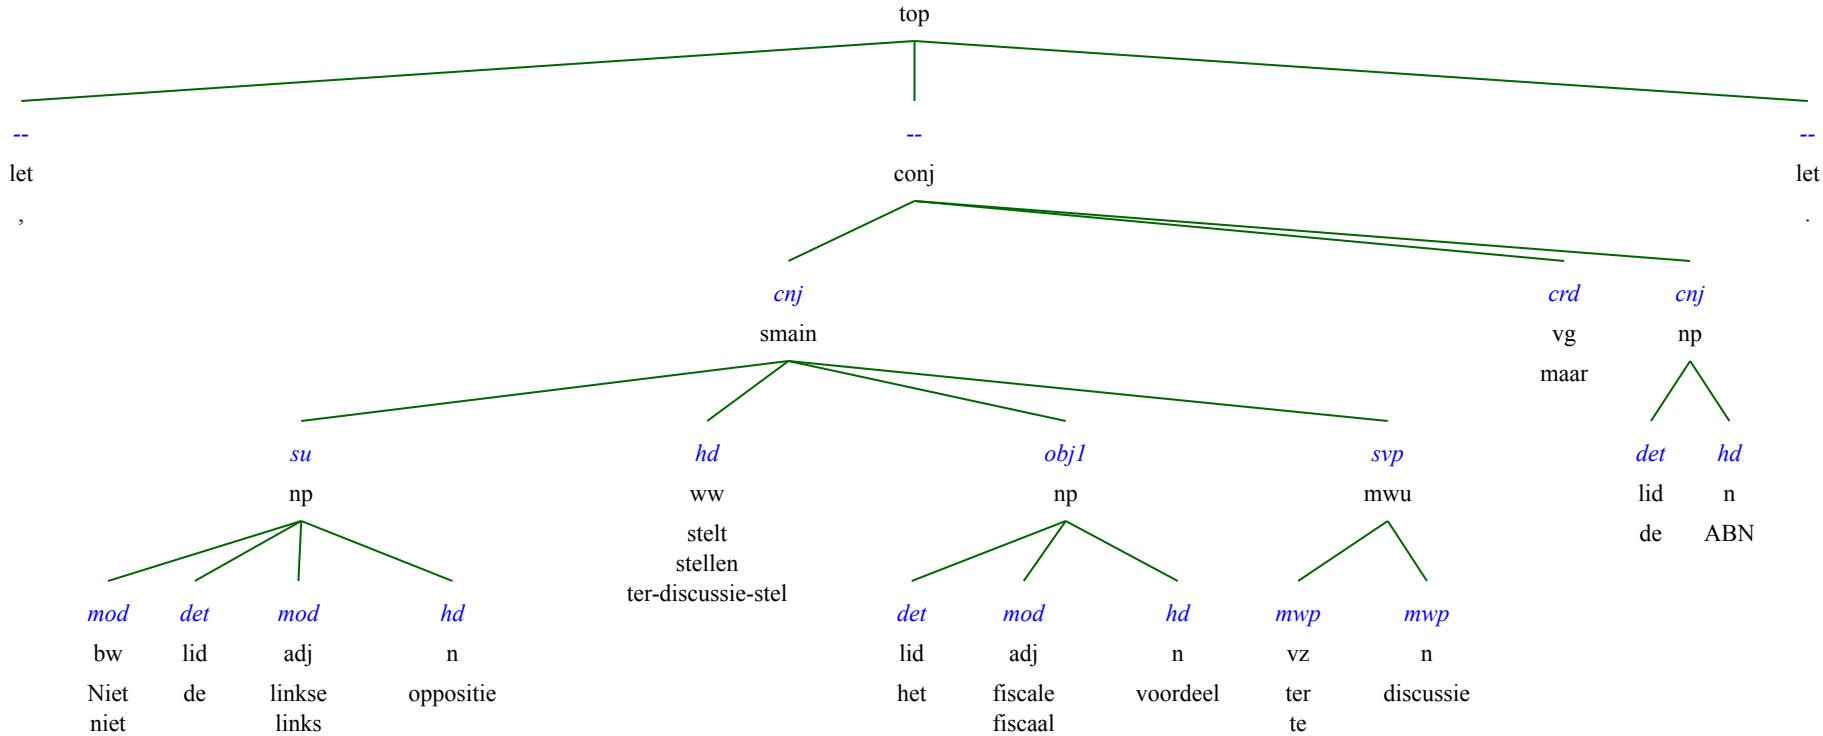 top
-- -- --
let conj let
, .
cnj crd cnj
smain vg np
maar
su hd obj1 svp det hd
np ww np mwu lid n
stelt de ABN
stellen
ter-discussie-stel
mod det mod hd det mod hd mwp mwp
bw lid adj n lid adj n vz n
Niet de linkse oppositie het fiscale voordeel ter discussie
niet links fiscaal te